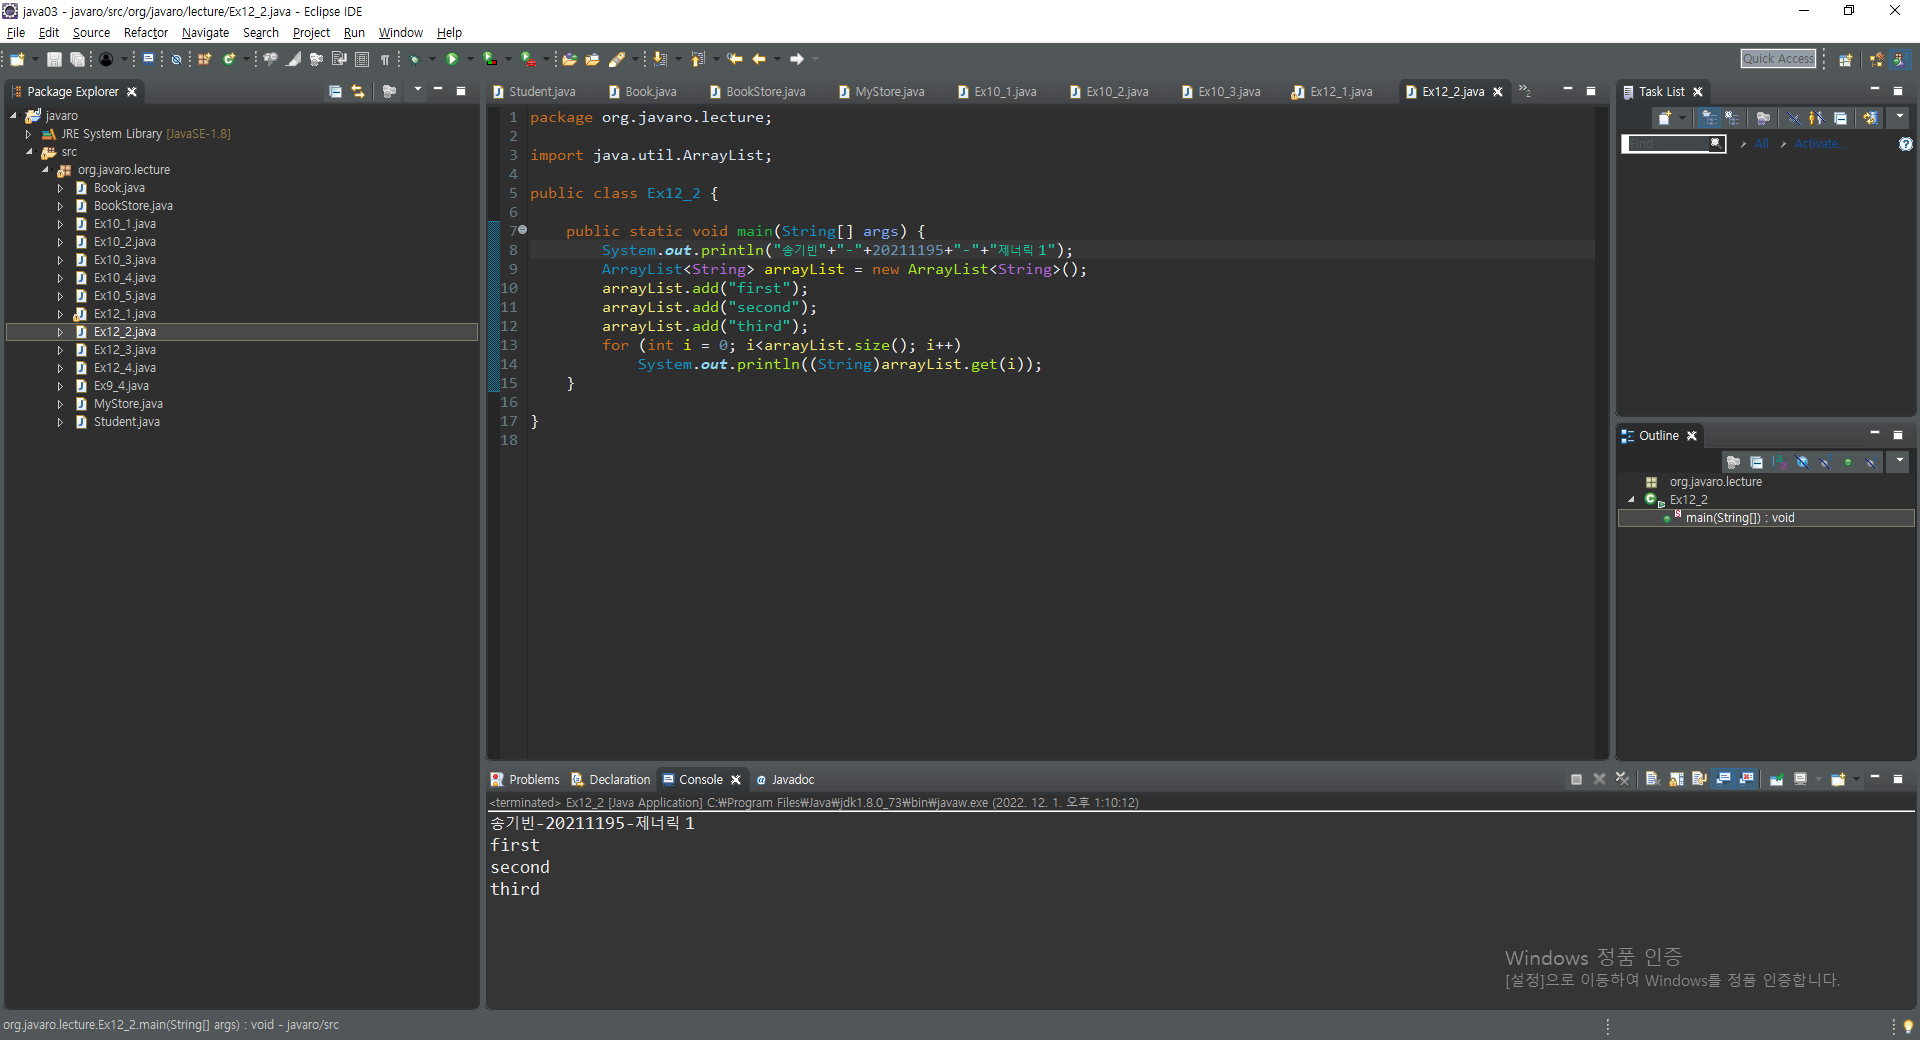 java03 - javaro/src/org/javaro/lecture/Ex12_2.java - Eclipse IDE
File Edit Source Refactor Navigate Search Project Run Window Help
Quick Access
Package Explorer
javaro
JRE System Library [JavaSE-1.8]
src
org.javaro.lecture
Book.java
BookStore.java
Ex10_1.java
Ex10_2.java
Ex10_3.java
Ex10_4.java
Ex10_5.java
Ex12_1.java
Ex12_2.java
Ex12_3.java
Ex12_4.java
Ex9_4.java
MyStore.java
Student.java
Student.java Book.java BookStore.java MyStore.java Ex10_1.java Ex10_2.java Ex10_3.java Ex12_1.java Ex12_2.java »2
1 package org.javaro.lecture;
2
3 import java.util.ArrayList;
4
5 public class Ex12_2 {
6
7 public static void main(String[] args) {
8 System.out.println("송기빈"+"-"+20211195+"-"+"제너릭 1");
9 ArrayList<String> arrayList = new ArrayList<String>();
10 arrayList.add("first");
11 arrayList.add("second");
12 arrayList.add("third");
13 for (int i = 0; i<arrayList.size(); i++)
14 System.out.println((String)arrayList.get(i));
15 }
16
17 }
18
Task List
Find All Activate...
Outline
org.javaro.lecture
Ex12_2
main(String[]) : void
Problems Declaration Console Javadoc
<terminated> Ex12_2 [Java Application] C:₩Program Files₩Java₩jdk1.8.0_73₩bin₩javaw.exe (2022. 12. 1. 오후 1:10:12)
송기빈-20211195-제너릭 1
first
second
third
Windows 정품 인증
[설정]으로 이동하여 Windows를 정품 인증합니다.
org.javaro.lecture.Ex12_2.main(String[] args) : void - javaro/src